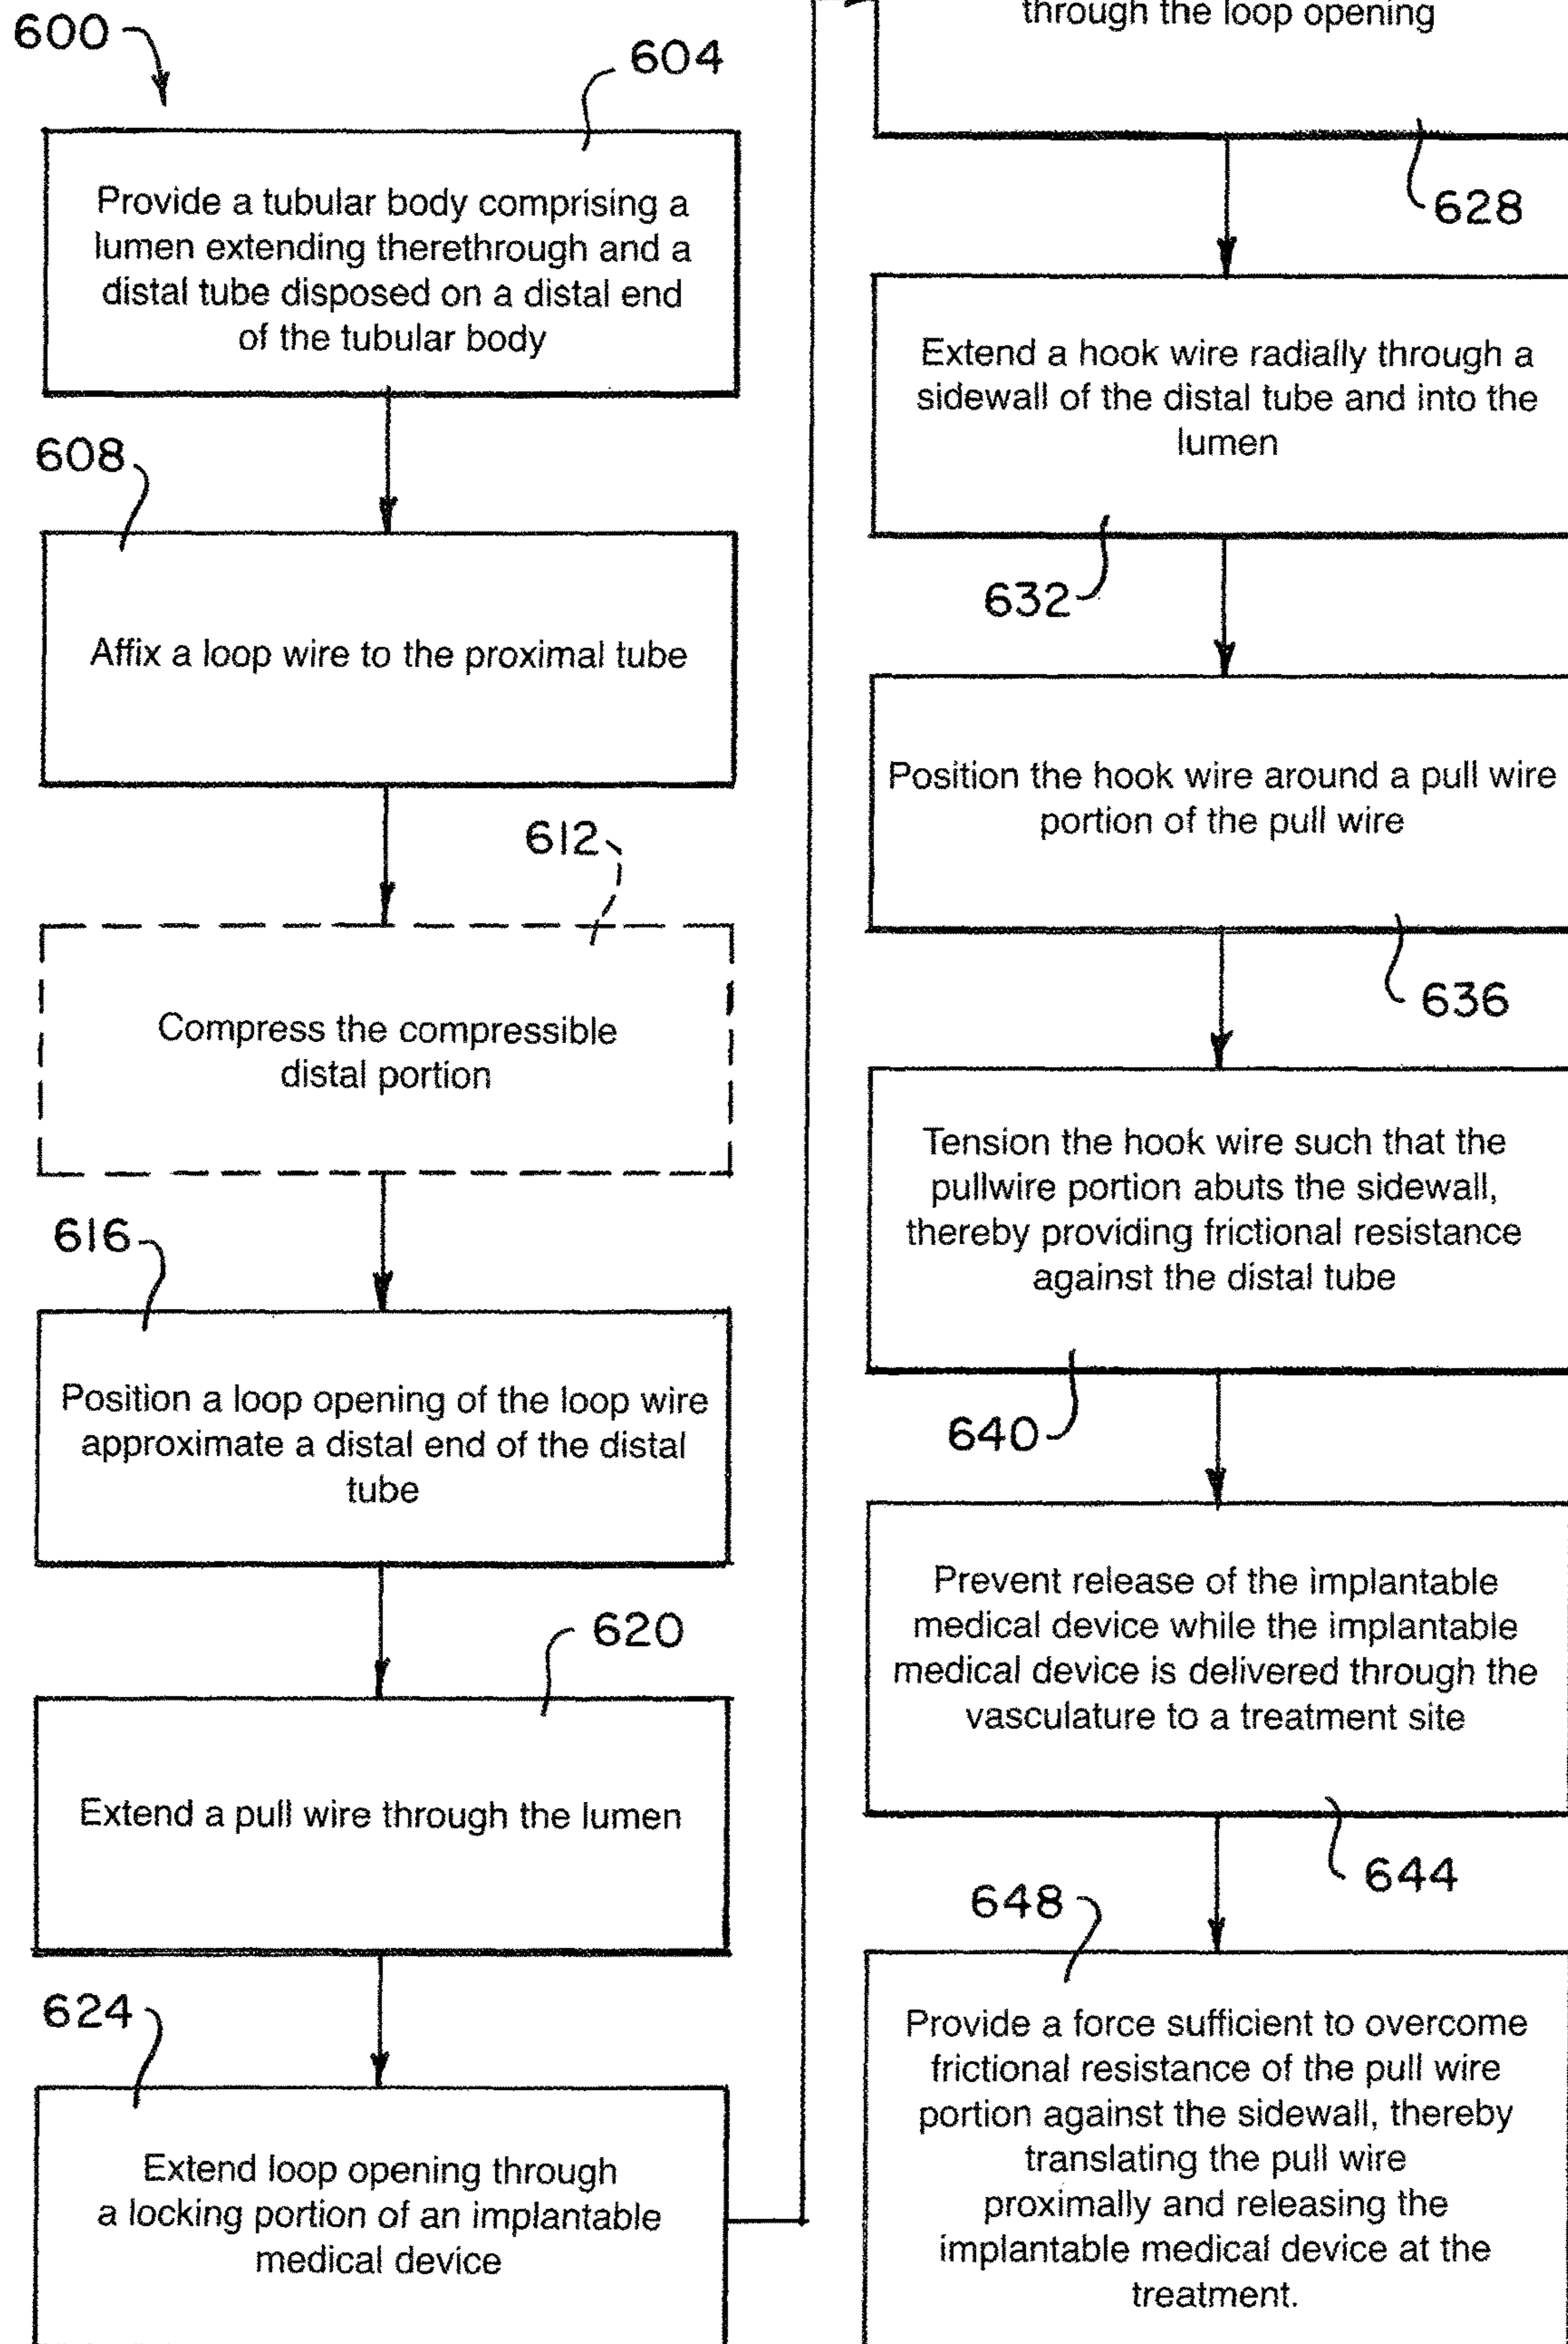 600
604
Provide a tubular body comprising a
lumen extending therethrough and a
distal tube disposed on a distal end
of the tubular body
608
Affix a loop wire to the proximal tube
612
Compress the compressible
distal portion
616
Position a loop opening of the loop wire
approximate a distal end of the distal
tube
620
Extend a pull wire through the lumen
624
Extend loop opening through
a locking portion of an implantable
medical device
through the loop opening
628
Extend a hook wire radially through a
sidewall of the distal tube and into the
lumen
632
Position the hook wire around a pull wire
portion of the pull wire
636
Tension the hook wire such that the
pullwire portion abuts the sidewall,
thereby providing frictional resistance
against the distal tube
640
Prevent release of the implantable
medical device while the implantable
medical device is delivered through the
vasculature to a treatment site
644
648
Provide a force sufficient to overcome
frictional resistance of the pull wire
portion against the sidewall, thereby
translating the pull wire
proximally and releasing the
implantable medical device at the
treatment.